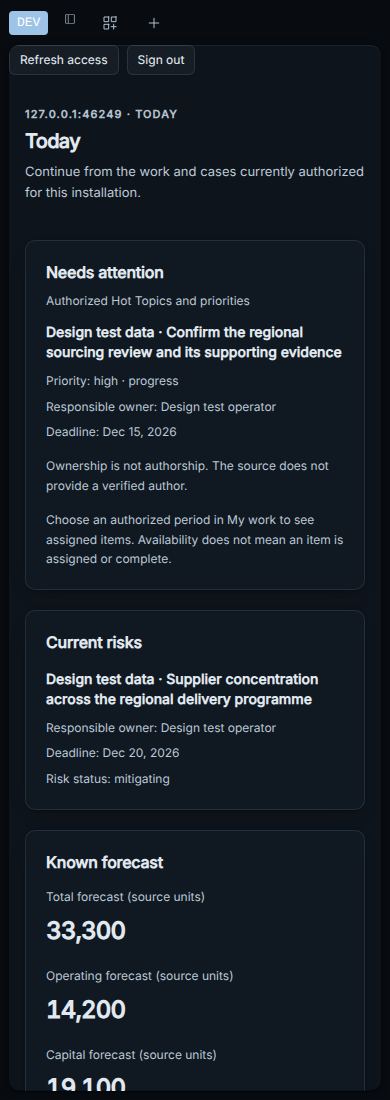 DEV
Refresh access
Sign out
127.0.0.1:46249 · TODAY
Today
Continue from the work and cases currently authorized
for this installation.
Needs attention
Authorized Hot Topics and priorities
Design test data · Confirm the regional
sourcing review and its supporting evidence
Priority: high · progress
Responsible owner: Design test operator
Deadline: Dec 15, 2026
Ownership is not authorship. The source does not
provide a verified author.
Choose an authorized period in My work to see
assigned items. Availability does not mean an item is
assigned or complete.
Current risks
Design test data · Supplier concentration
across the regional delivery programme
Responsible owner: Design test operator
Deadline: Dec 20, 2026
Risk status: mitigating
Known forecast
Total forecast (source units)
33,300
Operating forecast (source units)
14,200
Capital forecast (source units)
19,100